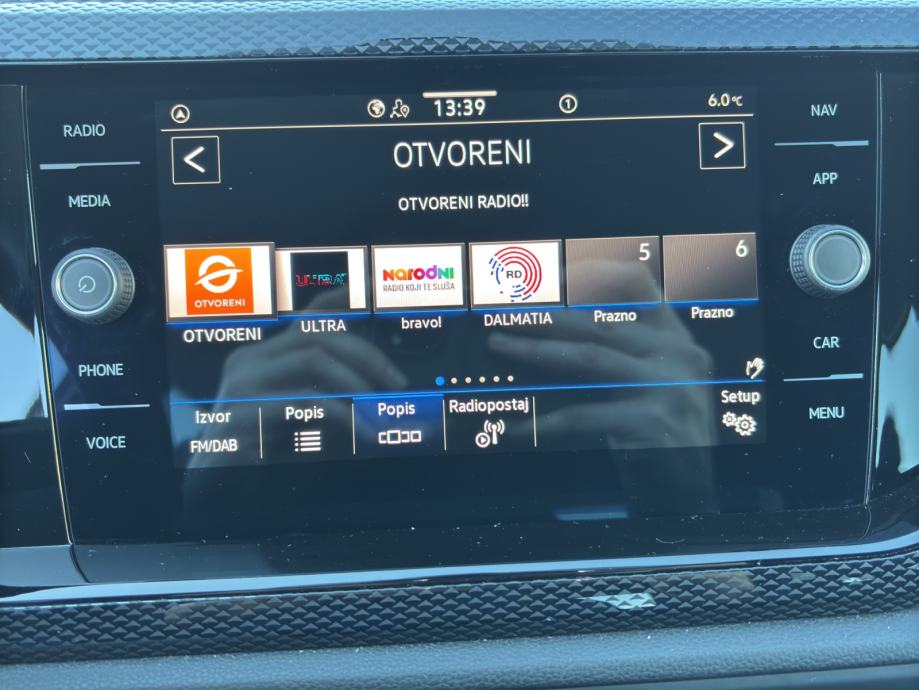 RADIO
MEDIA
PHONE
VOICE
13:39
1
6.0°C
<
OTVORENI
>
OTVORENI RADIO!!
OTVORENI
ULTRA
narodni
RADIO KOJI TE SLUŠA
RD
5
6
OTVORENI
ULTRA
bravo!
DALMATIA
Prazno
Prazno
Izvor
FM/DAB
Popis
Popis
Radiopostaj
Setup
NAV
APP
CAR
MENU